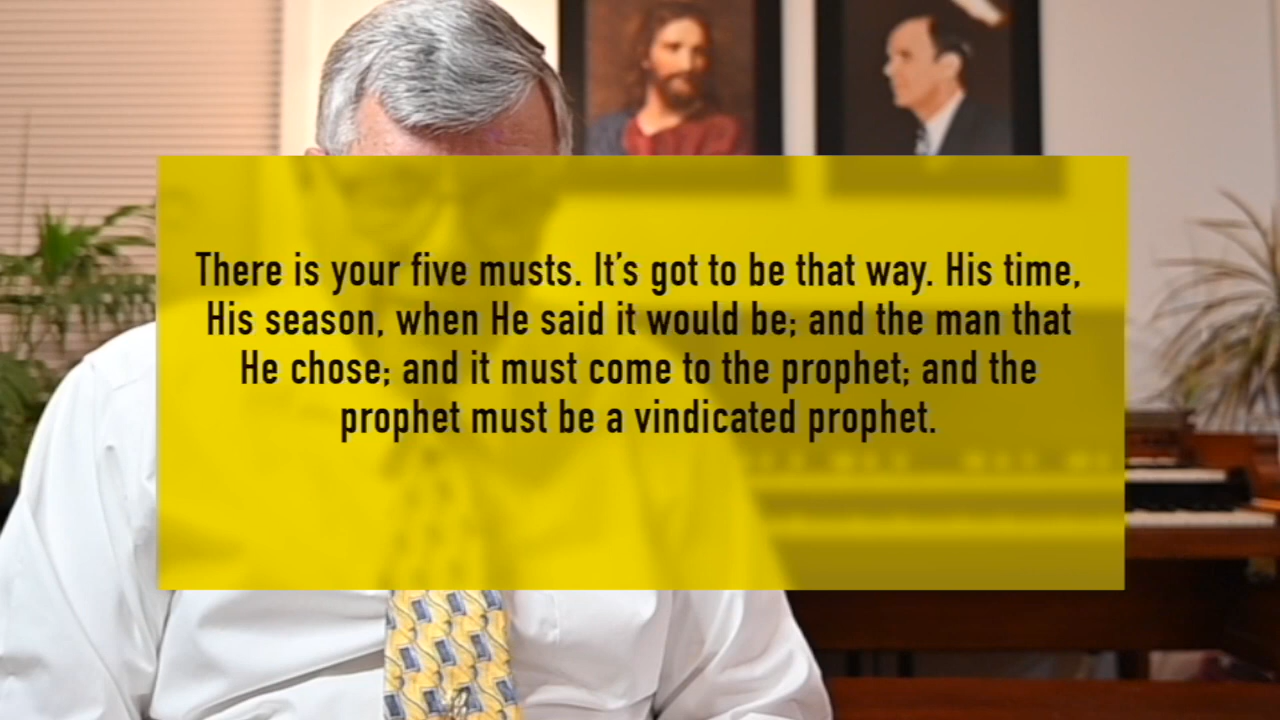 There is your five musts. It's got to be that way. His time,
His season, when He said it would be; and the man that
He chose; and it must come to the prophet; and the
prophet must be a vindicated prophet.